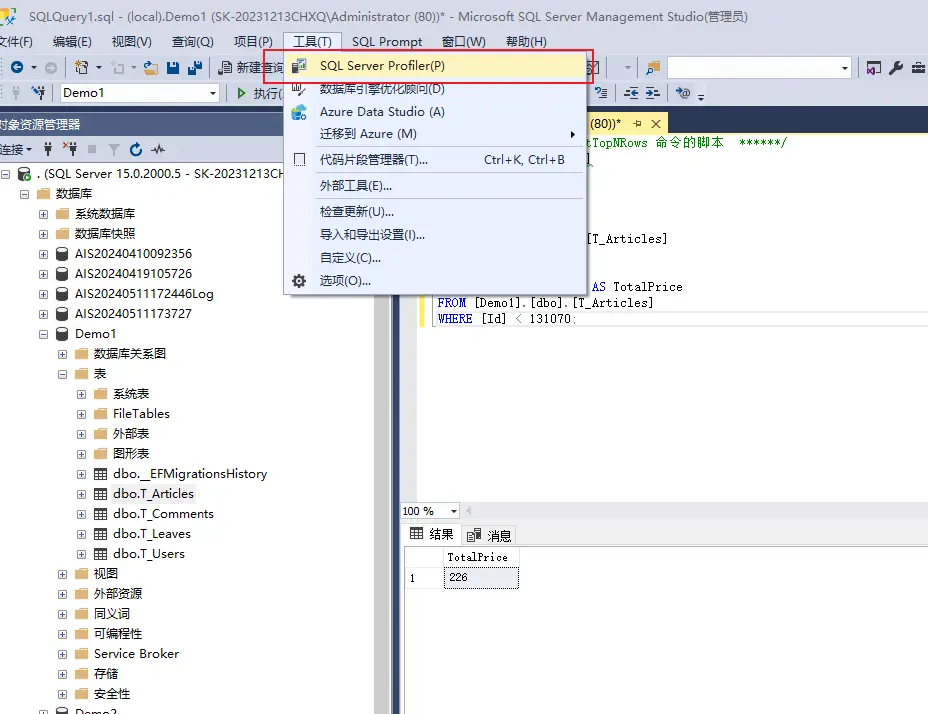 SQLQuery1.sql - (local).Demo1 (SK-20231213CHXQ\Administrator (80))* - Microsoft SQL Server Management Studio(管理员)
文件(F) 编辑(E) 视图(V) 查询(Q) 项目(P) 工具(T) SQL Prompt 窗口(W) 帮助(H)
新建查询
Demo1 执行(
SQL Server Profiler(P)
数据库引擎优化顾问(D)
Azure Data Studio (A)
迁移到 Azure (M)
代码片段管理器(T)... Ctrl+K, Ctrl+B
外部工具(E)...
检查更新(U)...
导入和导出设置(I)...
自定义(C)...
选项(O)...
对象资源管理器
连接
. (SQL Server 15.0.2000.5 - SK-20231213CH
数据库
系统数据库
数据库快照
AIS20240410092356
AIS20240419105726
AIS20240511172446Log
AIS20240511173727
Demo1
数据库关系图
表
系统表
FileTables
外部表
图形表
dbo.__EFMigrationsHistory
dbo.T_Articles
dbo.T_Comments
dbo.T_Leaves
dbo.T_Users
视图
外部资源
同义词
可编程性
Service Broker
存储
安全性
Demo2
(80))*
tTopNRows 命令的脚本 ******/
[T_Articles]
AS TotalPrice
FROM [Demo1].[dbo].[T_Articles]
WHERE [Id] < 131070;
100 %
结果 消息
TotalPrice
1 226